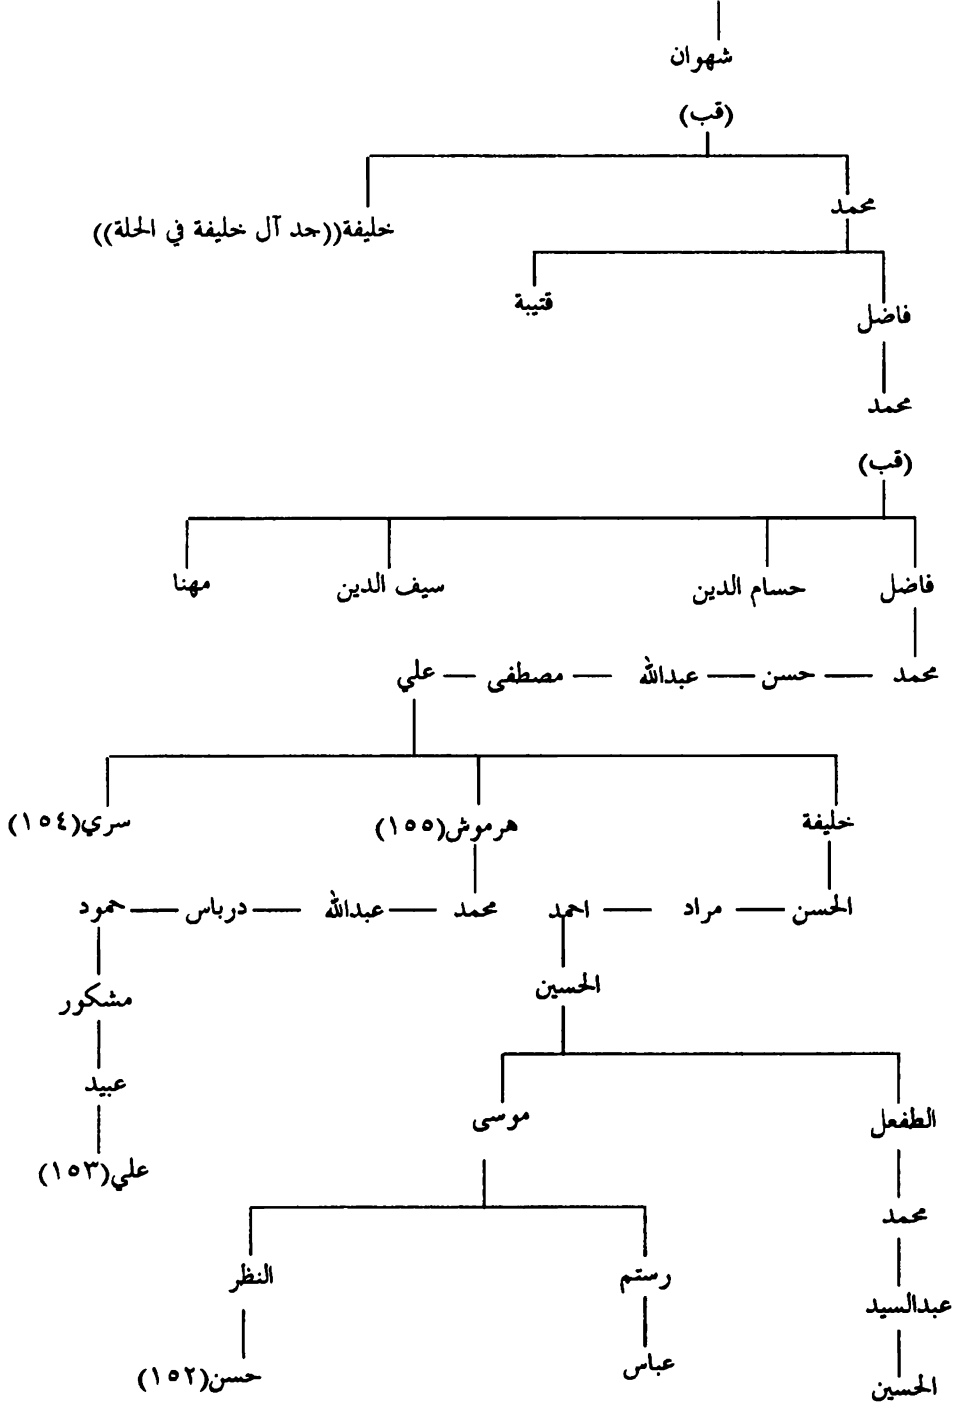 شهوان
(قب)
محمد
خليفة((جد آل خليفة في الحلة))
قتيبة
فاضل
محمد
(قب)
فاضل حسام الدين سيف الدين مهنا
محمد — حسن — عبدالله — مصطفى — علي
خليفة هرموش(١٥٥) سري(١٥٤)
الحسن — مراد — احمد محمد — عبدالله — درباس — حمود
الحسين
مشكور
عبيد
الطفعل موسى
علي(١٥٣)
محمد
رستم النظر
عبدالسيد
عباس حسن(١٥٢)
الحسين